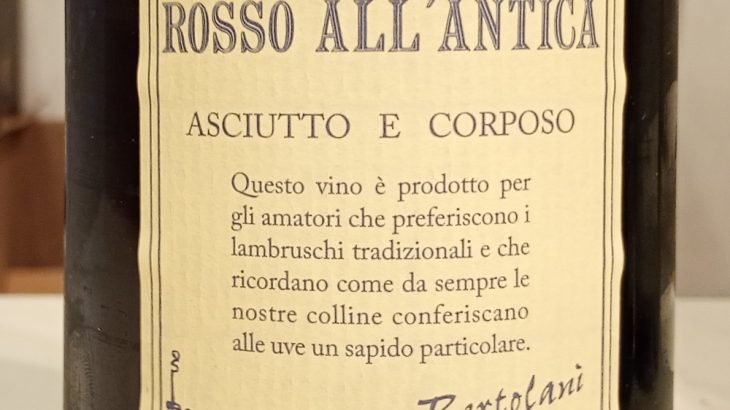 ROSSO ALL'ANTICA
ASCIUTTO E CORPOSO
Questo vino è prodotto per
gli amatori che preferiscono i
lambruschi tradizionali e che
ricordano come da sempre le
nostre colline conferiscano
alle uve un sapido particolare.
Bertolani